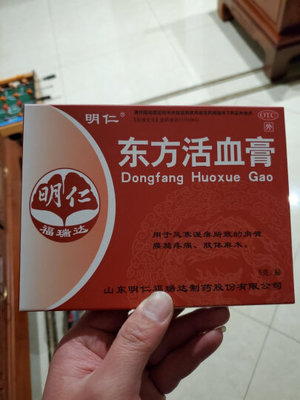 明仁®
OTC
外
东方活血膏
Dongfang Huoxue Gao
明仁
福瑞达
用于风寒湿痹所致的肩臂
腰腿疼痛、肢体麻木。
山东明仁福瑞达制药股份有限公司